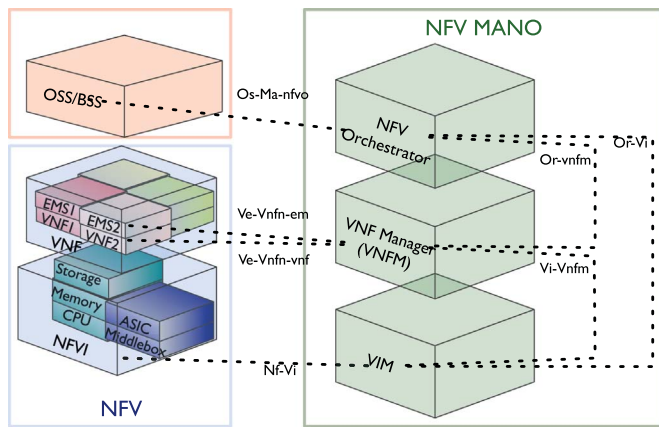 NFV MANO
OSS/BSS
Os-Ma-nfvo
NFV
Orchestrator
Or-Vi
Or-vnfm
EMS1
VNF1
EMS2
VNF2
VNF
Ve-Vnfn-em
Ve-Vnfn-vnf
VNF Manager
(VNFM)
Vi-Vnfm
Storage
Memory
CPU
ASIC
Middlebox
NFVI
Nf-Vi
VIM
NFV